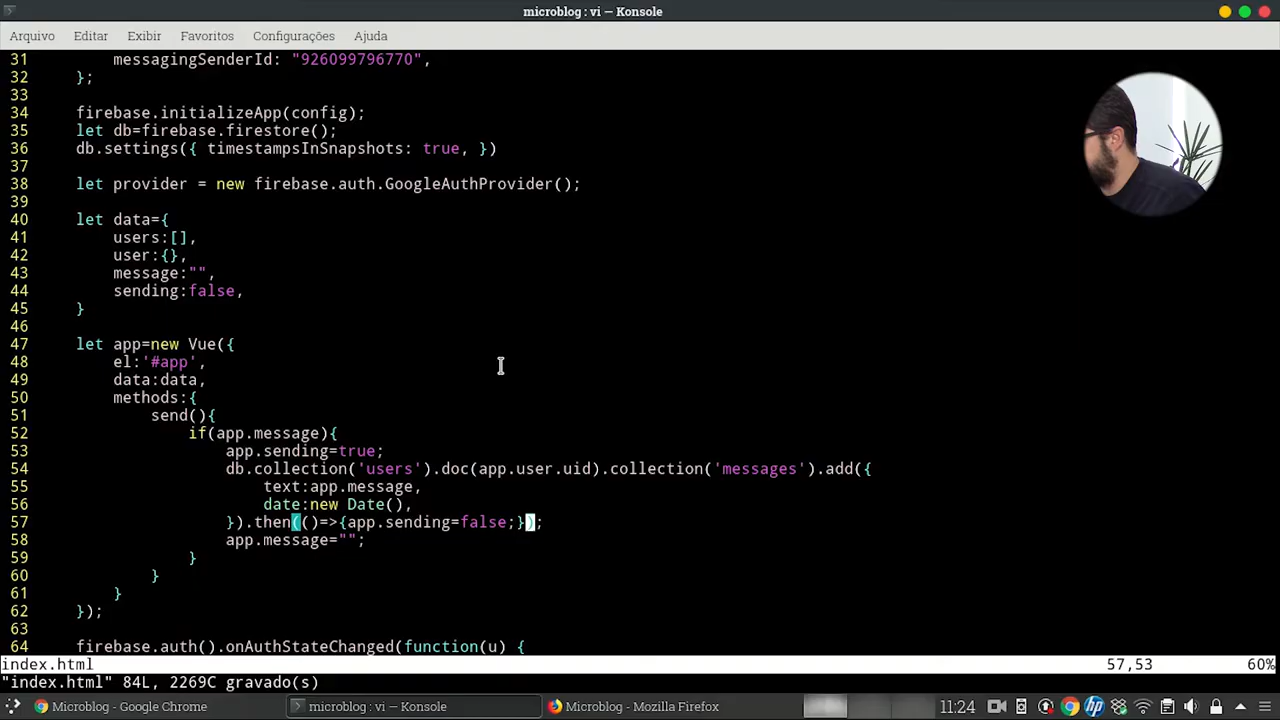 microblog : vi — Konsole
Arquivo Editar Exibir Favoritos Configurações Ajuda
31 messagingSenderId: "926099796770",
32 };
33
34 firebase.initializeApp(config);
35 let db=firebase.firestore();
36 db.settings({ timestampsInSnapshots: true, })
37
38 let provider = new firebase.auth.GoogleAuthProvider();
39
40 let data={
41 users:[],
42 user:{},
43 message:"",
44 sending:false,
45 }
46
47 let app=new Vue({
48 el:'#app',
49 data:data,
50 methods:{
51 send(){
52 if(app.message){
53 app.sending=true;
54 db.collection('users').doc(app.user.uid).collection('messages').add({
55 text:app.message,
56 date:new Date(),
57 }).then(()=>{app.sending=false;});
58 app.message="";
59 }
60 }
61 }
62 });
63
64 firebase.auth().onAuthStateChanged(function(u) {
index.html 57,53 60%
"index.html" 84L, 2269C gravado(s)
Microblog - Google Chrome microblog : vi — Konsole Microblog - Mozilla Firefox 11:24